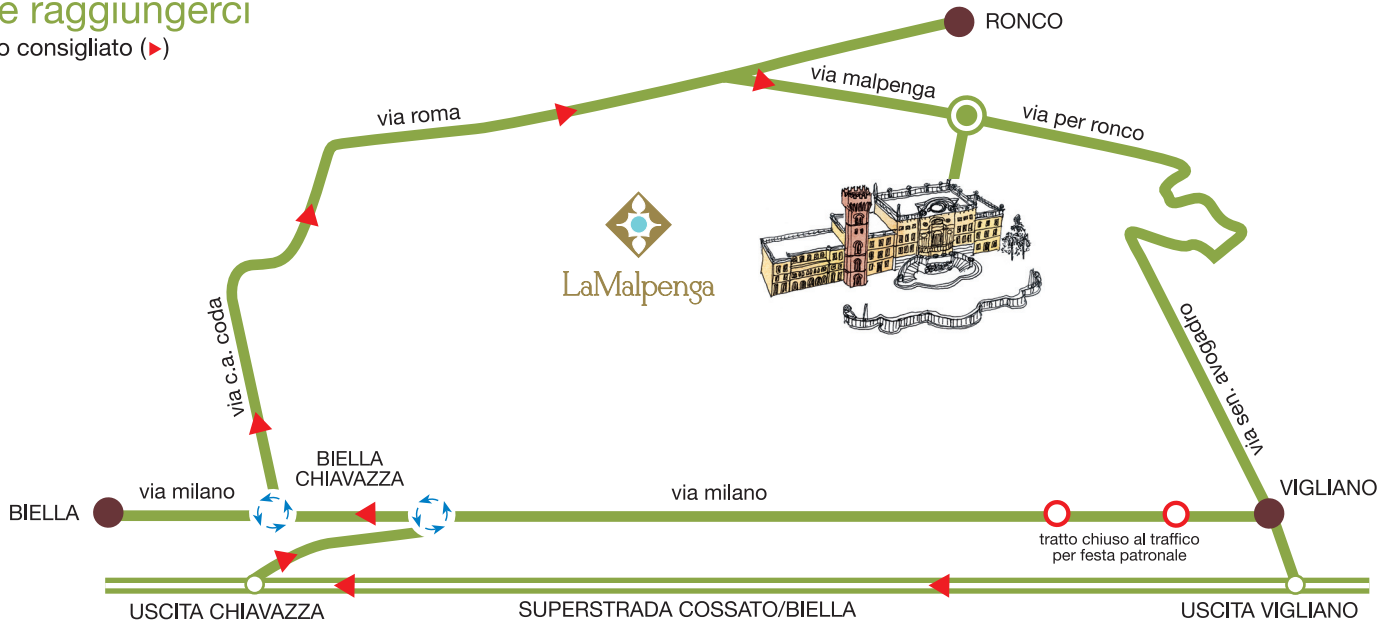 e raggiungerci
o consigliato (►)
RONCO
via malpenga
via roma
via per ronco
LaMalpenga
via c.a. coda
via sen. avogadro
BIELLA
CHIAVAZZA
via milano
via milano
VIGLIANO
BIELLA
tratto chiuso al traffico
per festa patronale
USCITA CHIAVAZZA
SUPERSTRADA COSSATO/BIELLA
USCITA VIGLIANO